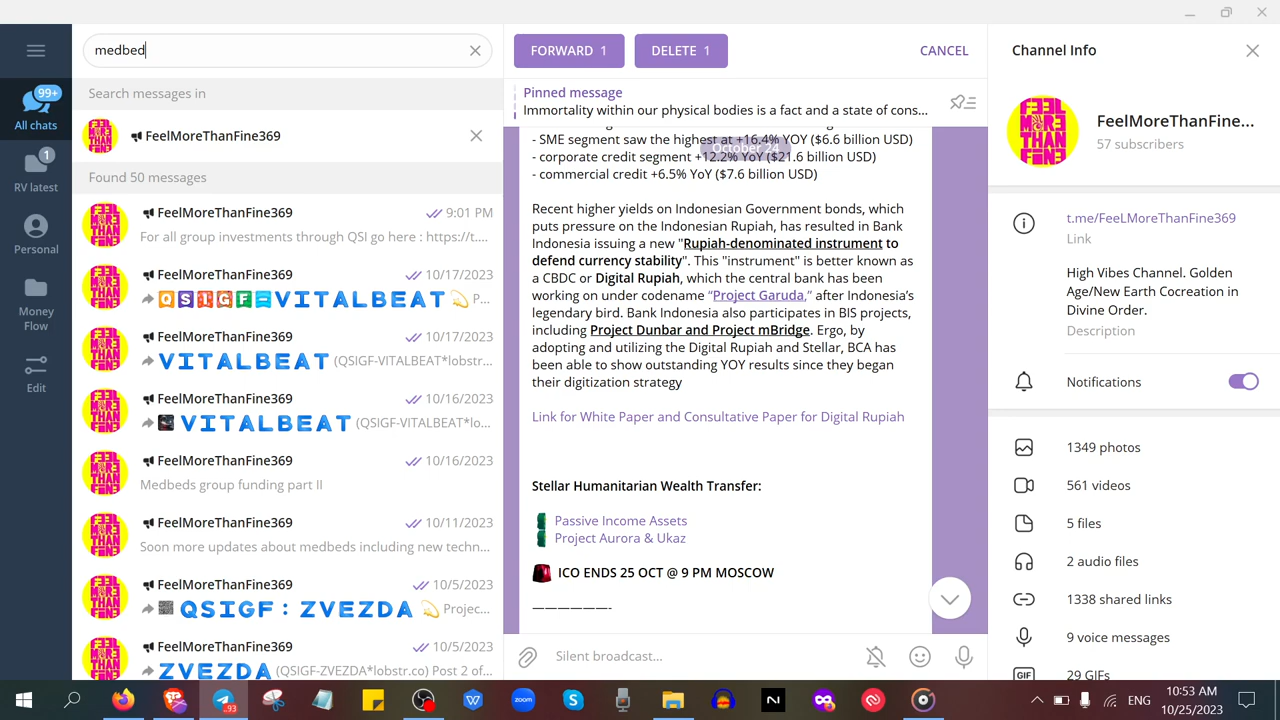 medbed
Search messages in
FeelMoreThanFine369
Found 50 messages
FeelMoreThanFine369 9:01 PM
For all group investments through QSI go here : https://t....
FeelMoreThanFine369 10/17/2023
QSIGF=VITALBEAT P...
FeelMoreThanFine369 10/17/2023
VITALBEAT (QSIGF-VITALBEAT*lobstr...
FeelMoreThanFine369 10/16/2023
VITALBEAT (QSIGF-VITALBEAT*lo...
FeelMoreThanFine369 10/16/2023
Medbeds group funding part II
FeelMoreThanFine369 10/11/2023
Soon more updates about medbeds including new techn...
FeelMoreThanFine369 10/5/2023
QSIGF: ZVEZDA Projec...
FeelMoreThanFine369 10/5/2023
ZVEZDA (QSIGF-ZVEZDA*lobstr.co) Post 2 of...
99+
All chats
1
RV latest
Personal
Money
Flow
Edit
FORWARD 1
DELETE 1
CANCEL
Pinned message
Immortality within our physical bodies is a fact and a state of cons...
October 24
- SME segment saw the highest at +16.4% YOY ($6.6 billion USD)
- corporate credit segment +12.2% YoY ($21.6 billion USD)
- commercial credit +6.5% YoY ($7.6 billion USD)
Recent higher yields on Indonesian Government bonds, which
puts pressure on the Indonesian Rupiah, has resulted in Bank
Indonesia issuing a new "Rupiah-denominated instrument to
defend currency stability". This "instrument" is better known as
a CBDC or Digital Rupiah, which the central bank has been
working on under codename “Project Garuda,” after Indonesia’s
legendary bird. Bank Indonesia also participates in BIS projects,
including Project Dunbar and Project mBridge. Ergo, by
adopting and utilizing the Digital Rupiah and Stellar, BCA has
been able to show outstanding YOY results since they began
their digitization strategy
Link for White Paper and Consultative Paper for Digital Rupiah
Stellar Humanitarian Wealth Transfer:
Passive Income Assets
Project Aurora & Ukaz
ICO ENDS 25 OCT @ 9 PM MOSCOW
——————-
Silent broadcast...
Channel Info
FeelMoreThanFine...
57 subscribers
t.me/FeeLMoreThanFine369
Link
High Vibes Channel. Golden
Age/New Earth Cocreation in
Divine Order.
Description
Notifications
1349 photos
561 videos
5 files
2 audio files
1338 shared links
9 voice messages
29 GIFs
.93
zoom
ENG
10:53 AM
10/25/2023